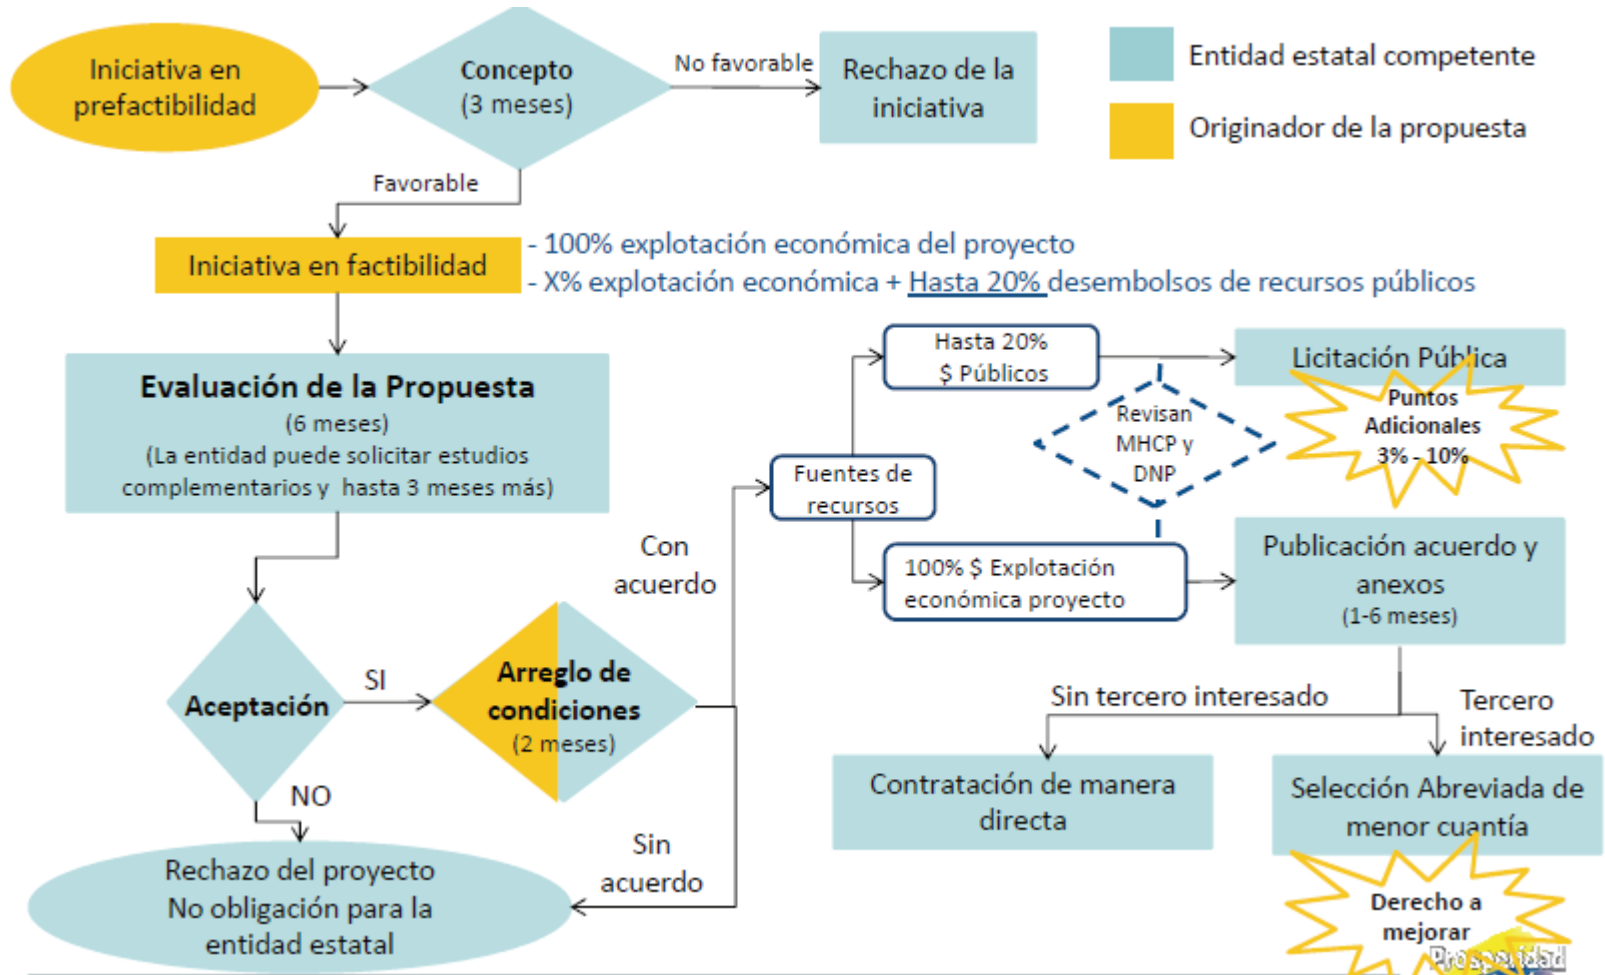 Iniciativa en
prefactibilidad
Concepto
(3 meses)
No favorable
Rechazo de la
iniciativa
Entidad estatal competente
Originador de la propuesta
Favorable
Iniciativa en factibilidad
- 100% explotación económica del proyecto
- X% explotación económica + Hasta 20% desembolsos de recursos públicos
Evaluación de la Propuesta
(6 meses)
(La entidad puede solicitar estudios
complementarios y hasta 3 meses más)
Hasta 20%
$ Públicos
Licitación Pública
Puntos
Adicionales
3% - 10%
Revisan
MHCP y
DNP
Fuentes de
recursos
100% $ Explotación
económica proyecto
Publicación acuerdo y
anexos
(1-6 meses)
Con
acuerdo
Aceptación
SI
Arreglo de
condiciones
(2 meses)
Sin tercero interesado
Tercero
interesado
Contratación de manera
directa
Selección Abreviada de
menor cuantía
NO
Sin
acuerdo
Rechazo del proyecto
No obligación para la
entidad estatal
Derecho a
mejorar
Prosperidad